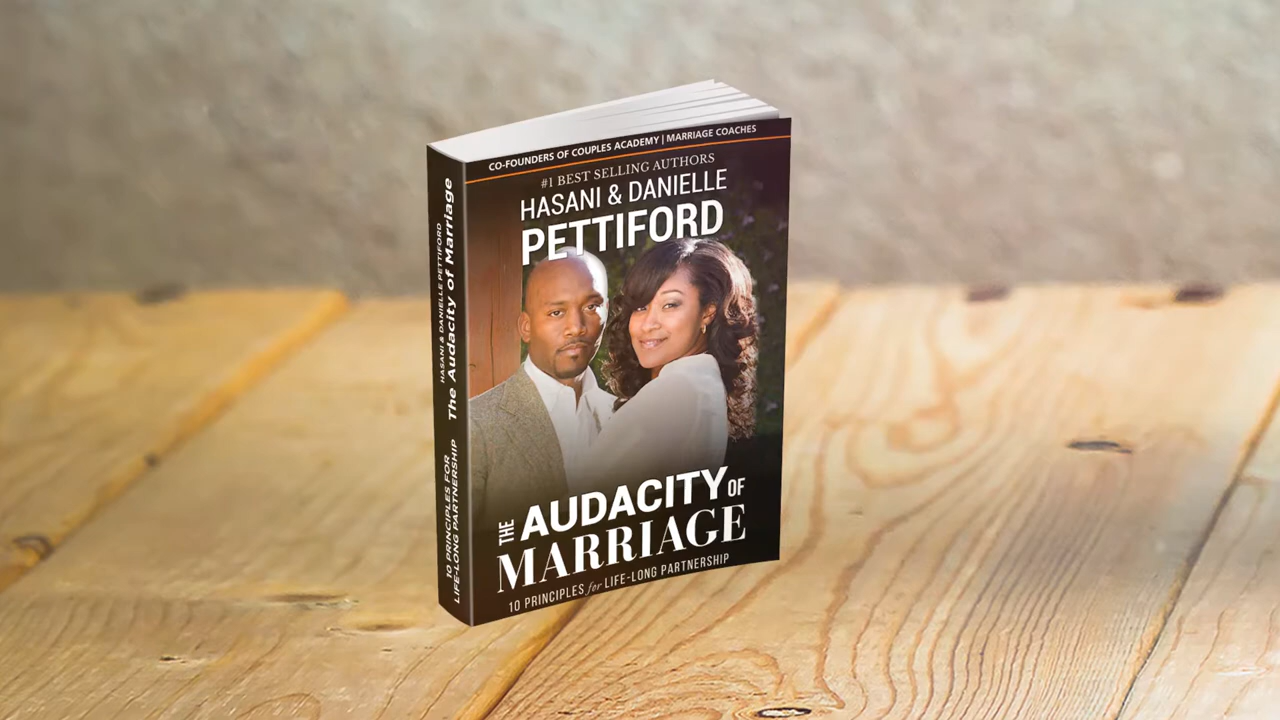 CO-FOUNDERS OF COUPLES ACADEMY | MARRIAGE COACHES
#1 BEST SELLING AUTHORS
HASANI & DANIELLE
PETTIFORD
THE AUDACITY OF
MARRIAGE
10 PRINCIPLES for LIFE-LONG PARTNERSHIP
HASANI & DANIELLE PETTIFORD
The Audacity of Marriage
10 PRINCIPLES FOR
LIFE-LONG PARTNERSHIP